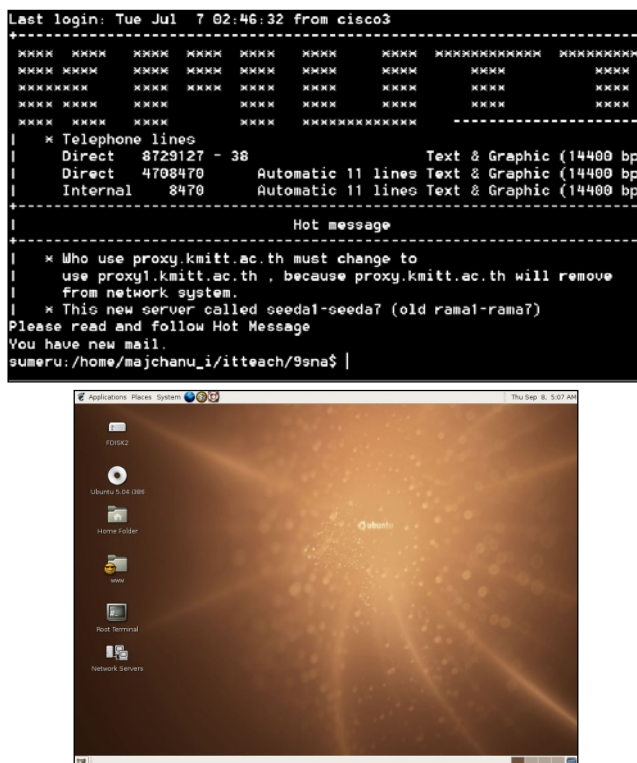 Last login: Tue Jul  7 02:46:32 from cisco3
* Telephone lines
Direct   8729127 - 38                    Text & Graphic (14400 bp
Direct   4708470     Automatic 11 lines Text & Graphic (14400 bp
Internal     8470     Automatic 11 lines Text & Graphic (14400 bp
Hot message
* Who use proxy.kmitt.ac.th must change to
use proxy1.kmitt.ac.th , because proxy.kmitt.ac.th will remove
from network system.
* This new server called seeda1-seeda7 (old rama1-rama7)
Please read and follow Hot Message
You have new mail.
sumeru:/home/majchanu_i/itteach/9sna$
Applications Places System
Thu Sep  8, 5:07 AM
FDISK2
Ubuntu 5.04 i386
Home Folder
www
Root Terminal
Network Servers
ubuntu